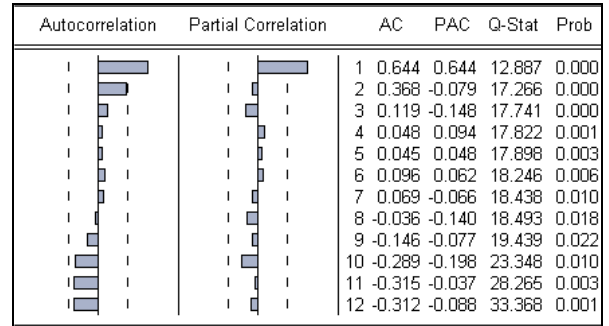 Autocorrelation Partial Correlation AC PAC Q-Stat Prob
1 0.644 0.644 12.887 0.000
2 0.368 -0.079 17.266 0.000
3 0.119 -0.148 17.741 0.000
4 0.048 0.094 17.822 0.001
5 0.045 0.048 17.898 0.003
6 0.096 0.062 18.246 0.006
7 0.069 -0.066 18.438 0.010
8 -0.036 -0.140 18.493 0.018
9 -0.146 -0.077 19.439 0.022
10 -0.289 -0.198 23.348 0.010
11 -0.315 -0.037 28.265 0.003
12 -0.312 -0.088 33.368 0.001